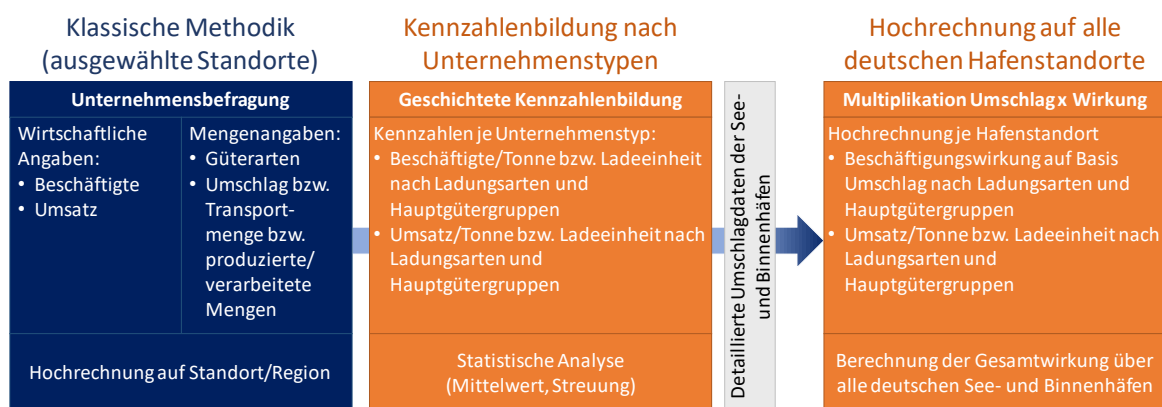 Klassische Methodik
(ausgewählte Standorte)
Unternehmensbefragung
Wirtschaftliche
Angaben:
• Beschäftigte
• Umsatz
Mengenangaben:
• Güterarten
• Umschlag bzw.
Transport-
menge bzw.
produzierte/
verarbeitete
Mengen
Hochrechnung auf Standort/Region
Kennzahlenbildung nach
Unternehmenstypen
Geschichtete Kennzahlenbildung
Kennzahlen je Unternehmenstyp:
• Beschäftigte/Tonne bzw. Ladeeinheit
nach Ladungsarten und
Hauptgütergruppen
• Umsatz/Tonne bzw. Ladeeinheit nach
Ladungsarten und
Hauptgütergruppen
Statistische Analyse
(Mittelwert, Streuung)
Detaillierte Umschlagdaten der See-
und Binnenhäfen
Hochrechnung auf alle
deutschen Hafenstandorte
Multiplikation Umschlag x Wirkung
Hochrechnung je Hafenstandort
• Beschäftigungswirkung auf Basis
Umschlag nach Ladungsarten und
Hauptgütergruppen
• Umsatz/Tonne bzw. Ladeeinheit nach
Ladungsarten und
Hauptgütergruppen
Berechnung der Gesamtwirkung über
alle deutschen See- und Binnenhäfen